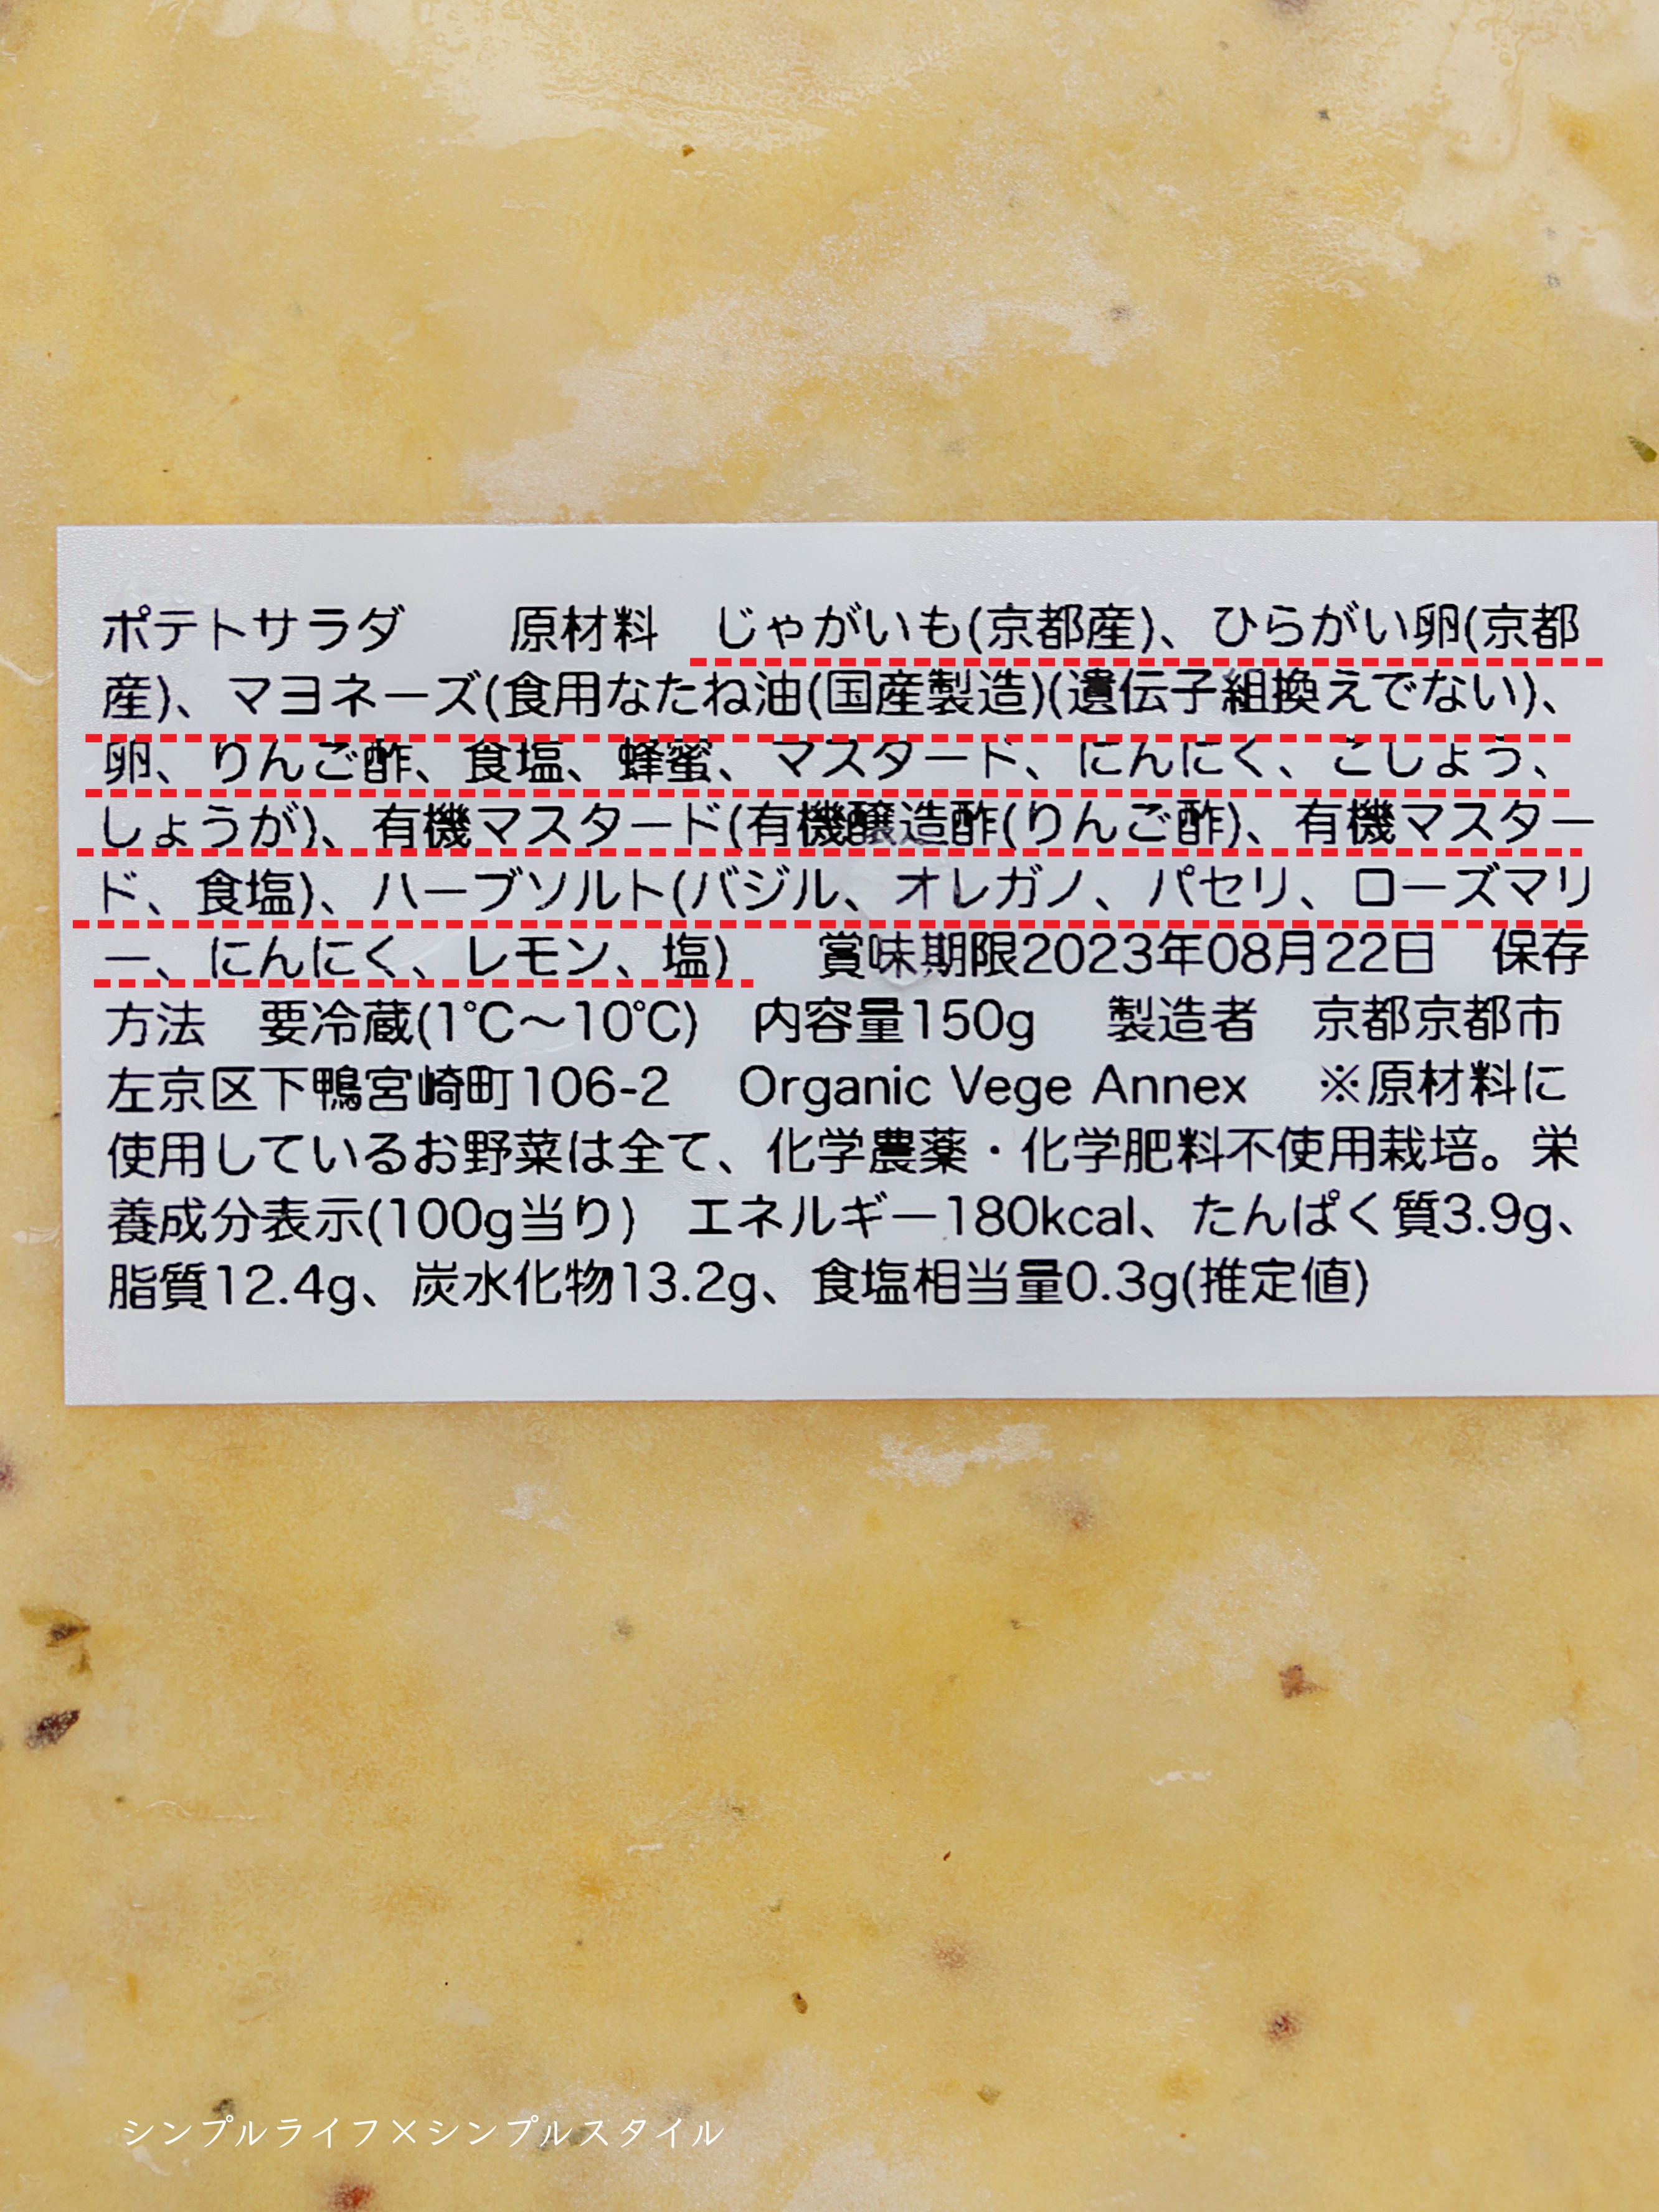 ポテトサラダ　　原材料　じゃがいも(京都産)、ひらがい卵(京都
産)、マヨネーズ(食用なたね油(国産製造)(遺伝子組換えでない)、
卵、りんご酢、食塩、蜂蜜、マスタード、にんにく、こしょう、
しょうが)、有機マスタード(有機醸造酢(りんご酢)、有機マスター
ド、食塩)、ハーブソルト(バジル、オレガノ、パセリ、ローズマリ
ー、にんにく、レモン、塩)　賞味期限2023年08月22日　保存
方法　要冷蔵(1℃〜10℃)　内容量150g　製造者　京都京都市
左京区下鴨宮崎町106-2　Organic Vege Annex　※原材料に
使用しているお野菜は全て、化学農薬・化学肥料不使用栽培。栄
養成分表示(100g当り)　エネルギー180kcal、たんぱく質3.9g、
脂質12.4g、炭水化物13.2g、食塩相当量0.3g(推定値)
シンプルライフ×シンプルスタイル